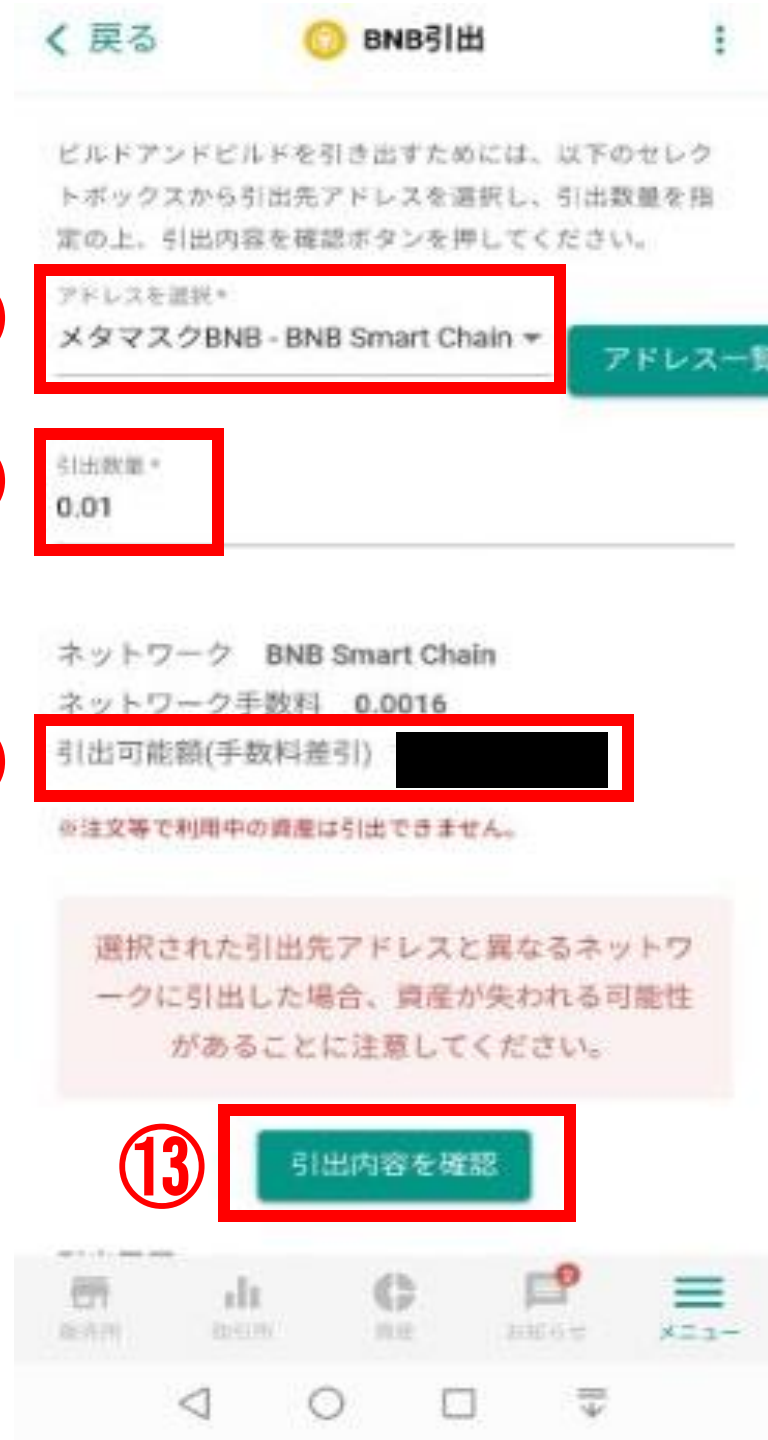 戻る
BNB引出
ビルドアンドビルドを引き出すためには、以下のセレク
トボックスから引出先アドレスを選択し、引出数量を指
定の上、引出内容を確認ボタンを押してください。
アドレスを選択*
メタマスクBNB - BNB Smart Chain
アドレス一覧
引出数量*
0.01
ネットワーク BNB Smart Chain
ネットワーク手数料 0.0016
引出可能額(手数料差引)
※注文等で利用中の資産は引出できません。
選択された引出先アドレスと異なるネットワ
ークに引出した場合、資産が失われる可能性
があることに注意してください。
⑬
引出内容を確認
販売所 取引所 資産 お知らせ メニュー